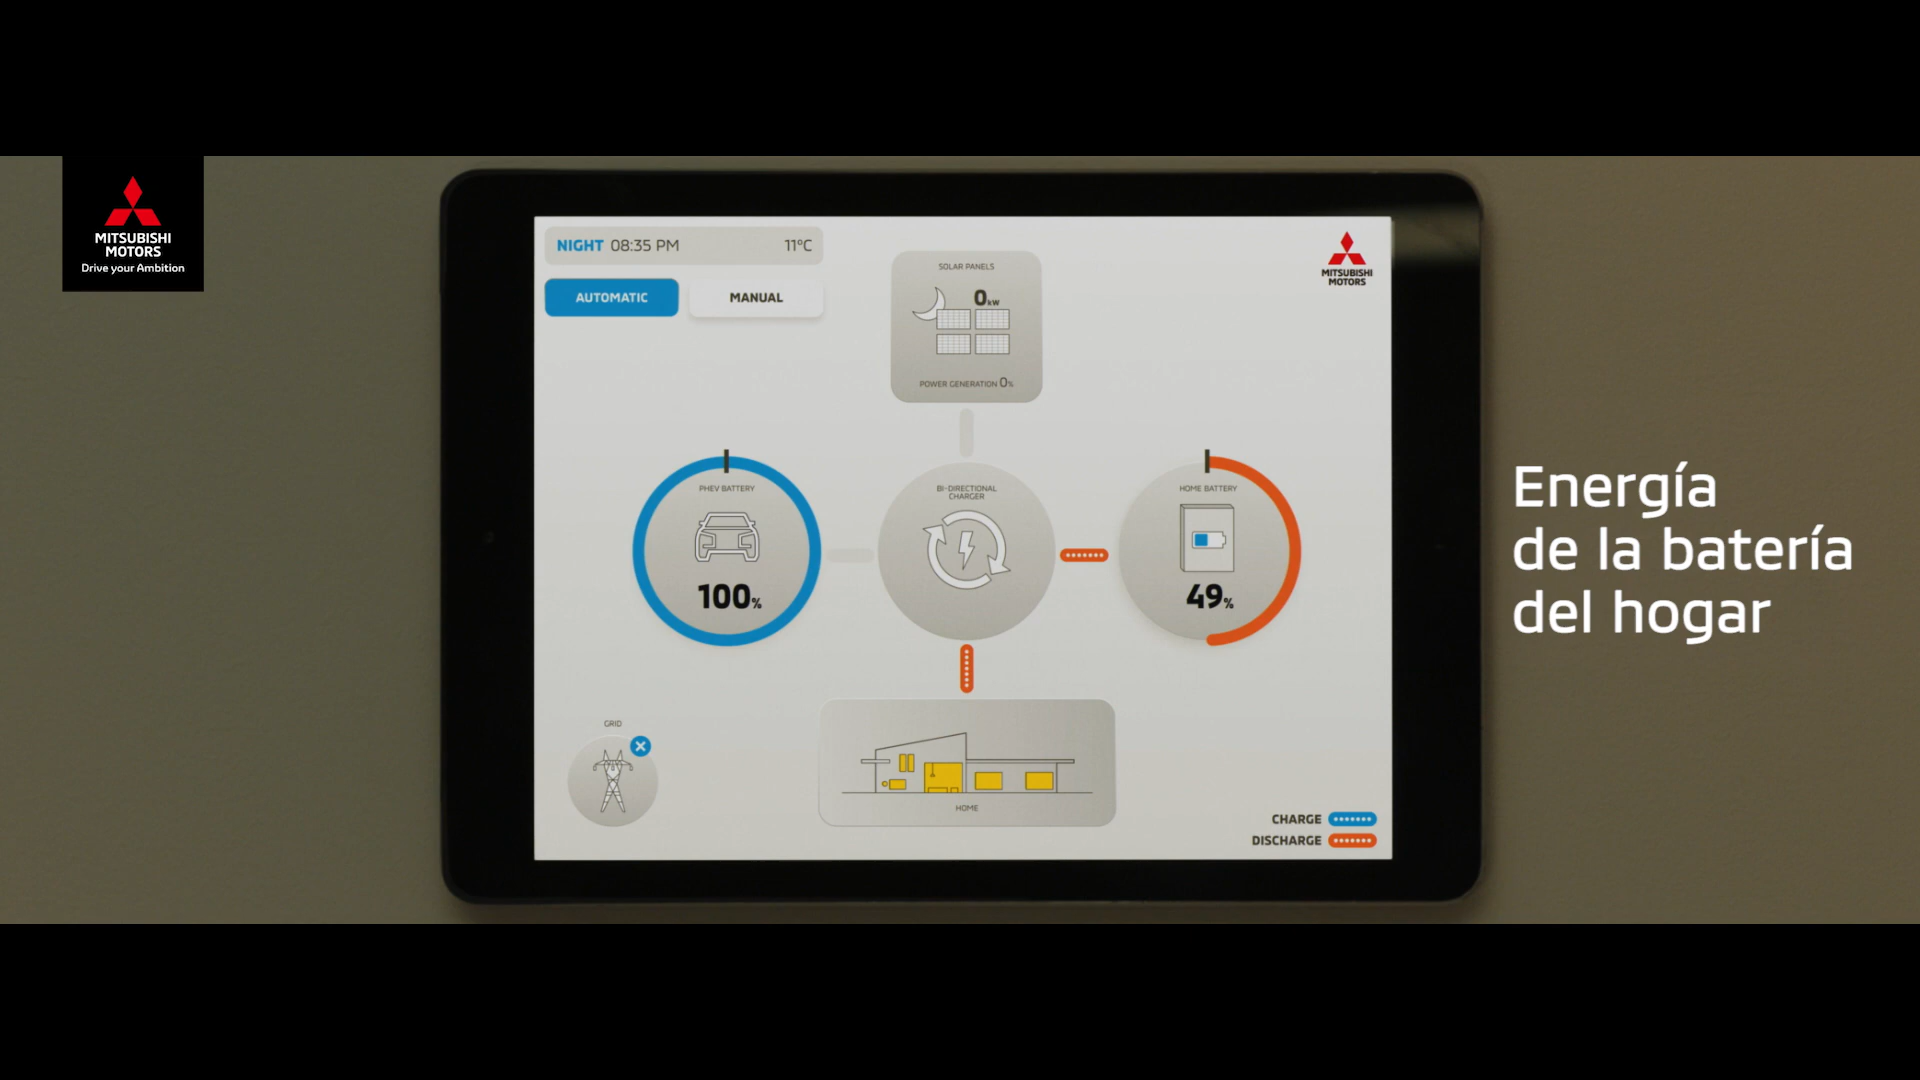 MITSUBISHI
MOTORS
Drive your Ambition
NIGHT 08:35 PM 11°C
AUTOMATIC MANUAL
SOLAR PANELS
0kW
POWER GENERATION 0%
MITSUBISHI
MOTORS
PHEV BATTERY
100%
BI-DIRECTIONAL
CHARGER
HOME BATTERY
49%
Energía
de la batería
del hogar
GRID
HOME
CHARGE
DISCHARGE